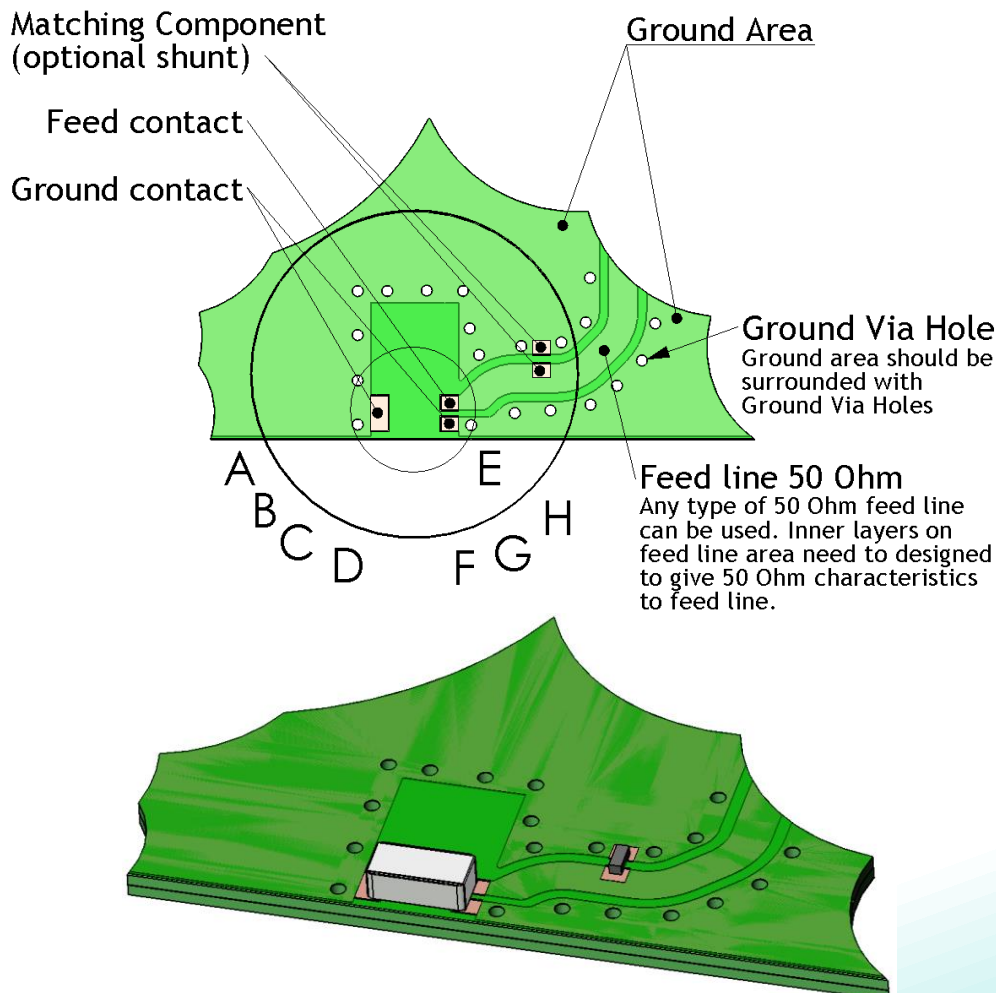 Matching Component
(optional shunt)
Ground Area
Feed contact
Ground contact
Ground Via Hole
Ground area should be
surrounded with
Ground Via Holes
A
B
C
D
E
F
G
H
Feed line 50 Ohm
Any type of 50 Ohm feed line
can be used. Inner layers on
feed line area need to designed
to give 50 Ohm characteristics
to feed line.